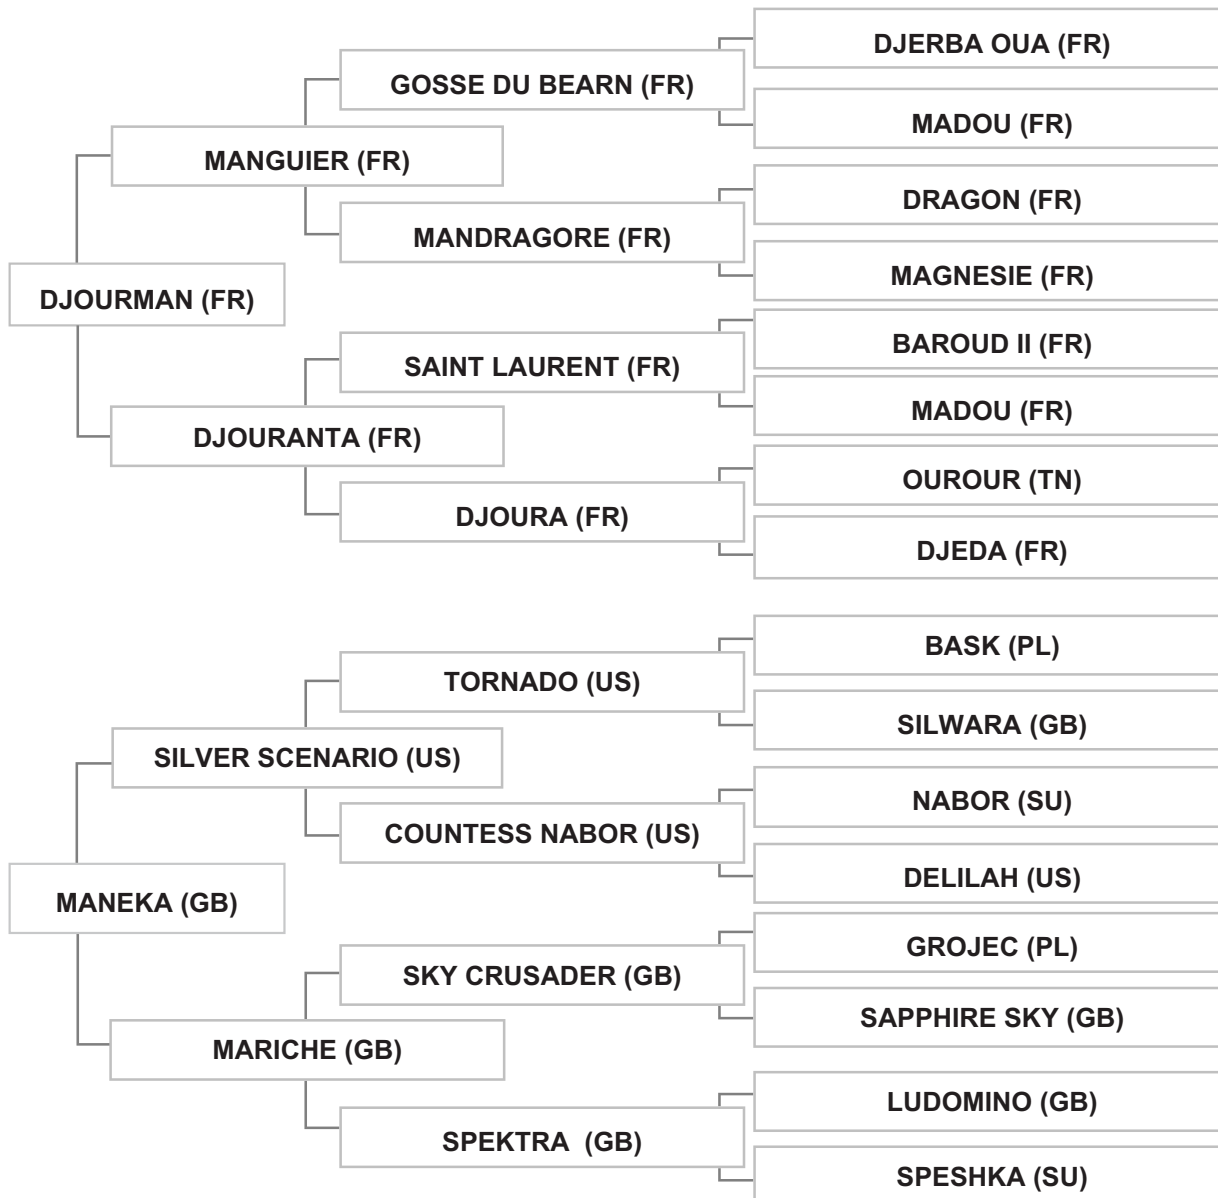 DJERBA OUA (FR)
GOSSE DU BEARN (FR)
MADOU (FR)
MANGUIER (FR)
DRAGON (FR)
MANDRAGORE (FR)
MAGNESIE (FR)
DJOURMAN (FR)
BAROUD II (FR)
SAINT LAURENT (FR)
MADOU (FR)
DJOURANTA (FR)
OUROUR (TN)
DJOURA (FR)
DJEDA (FR)
BASK (PL)
TORNADO (US)
SILWARA (GB)
SILVER SCENARIO (US)
NABOR (SU)
COUNTESS NABOR (US)
DELILAH (US)
MANEKA (GB)
GROJEC (PL)
SKY CRUSADER (GB)
SAPPHIRE SKY (GB)
MARICHE (GB)
LUDOMINO (GB)
SPEKTRA (GB)
SPESHKA (SU)